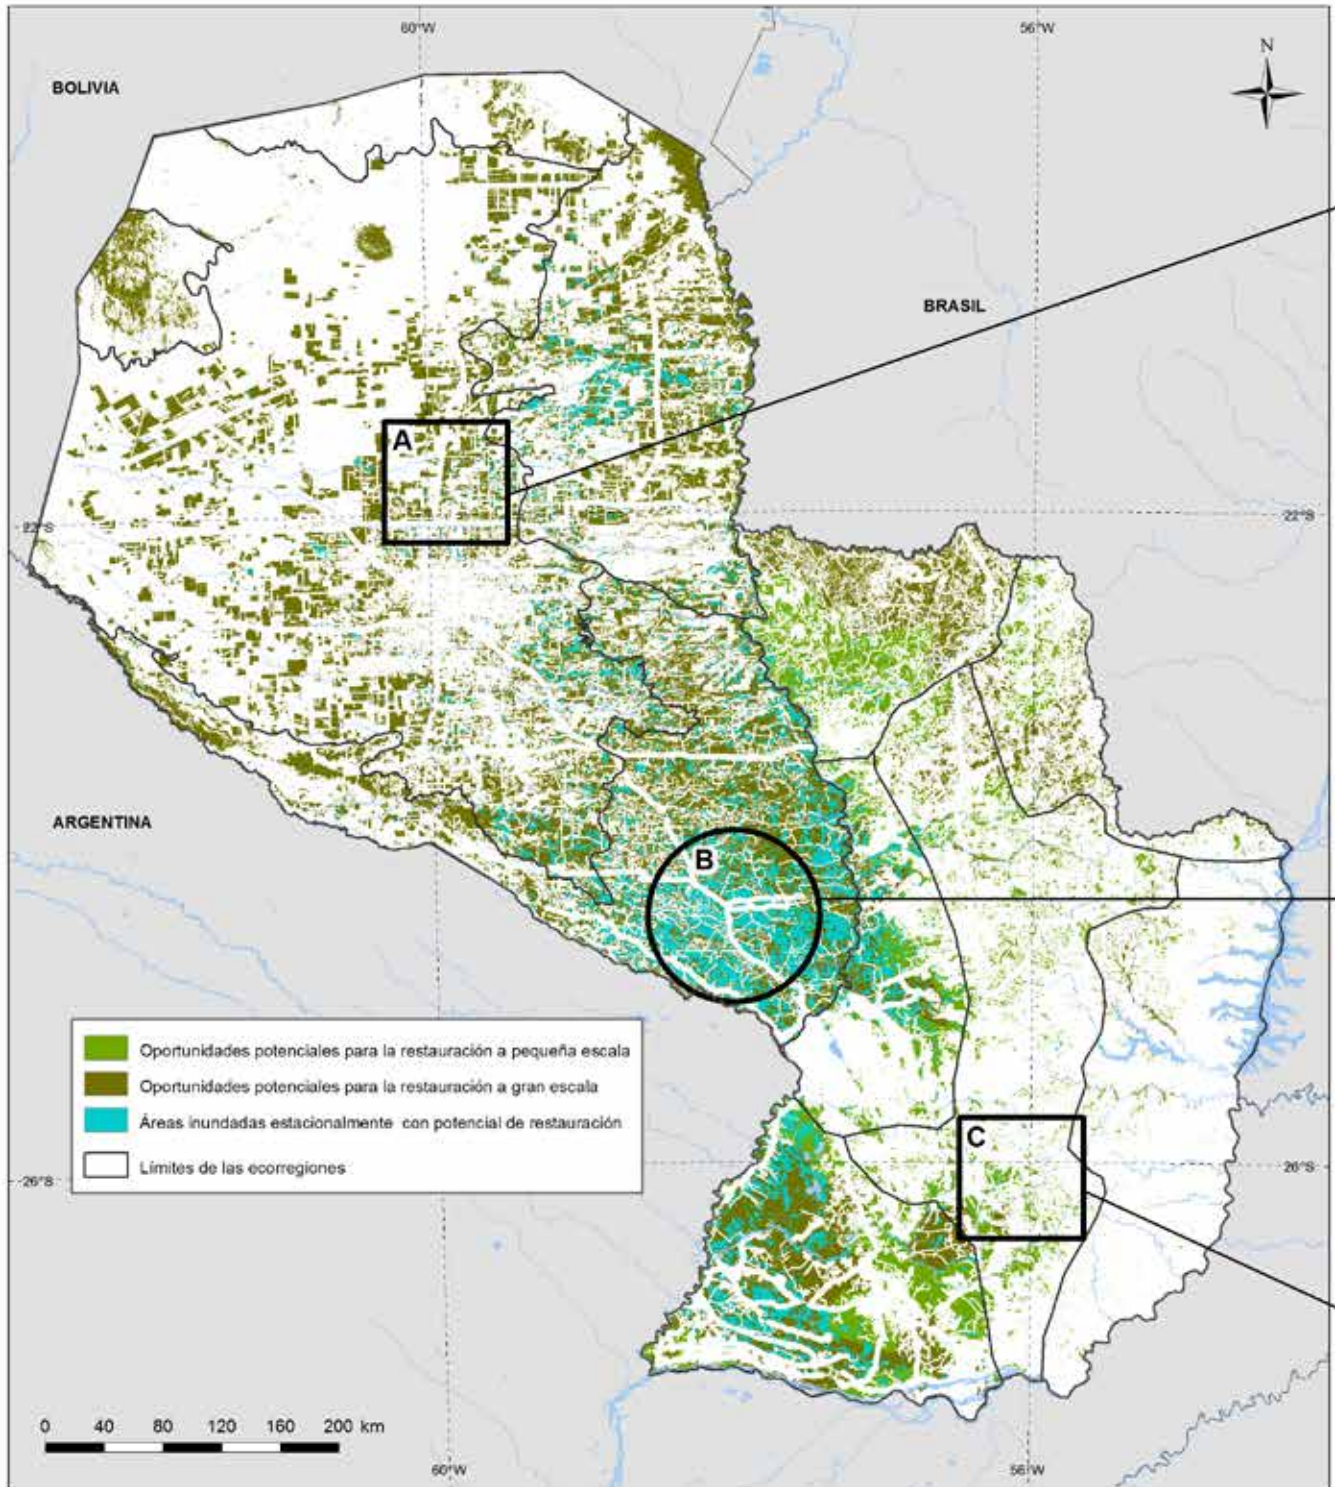 60°W 56°W
N
BOLIVIA
BRASIL
A
22°S 22°S
ARGENTINA
B
Oportunidades potenciales para la restauración a pequeña escala
Oportunidades potenciales para la restauración a gran escala
Áreas inundadas estacionalmente con potencial de restauración
Límites de las ecorregiones
C
26°S 26°S
0 40 80 120 160 200 km
60°W 56°W